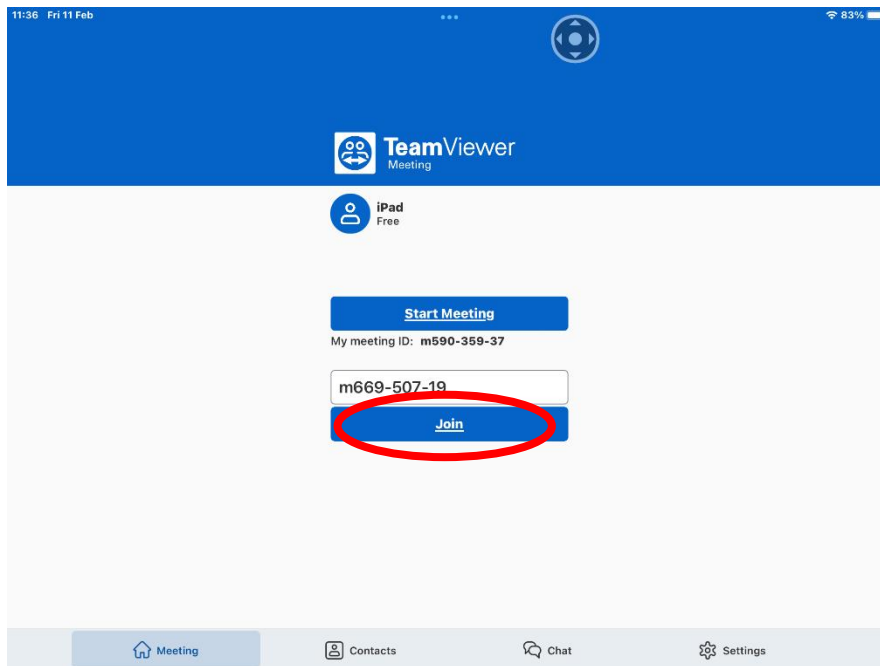 11:36 Fri 11 Feb
83%
TeamViewer
Meeting
iPad
Free
Start Meeting
My meeting ID: m590-359-37
m669-507-19
Join
Meeting Contacts Chat Settings